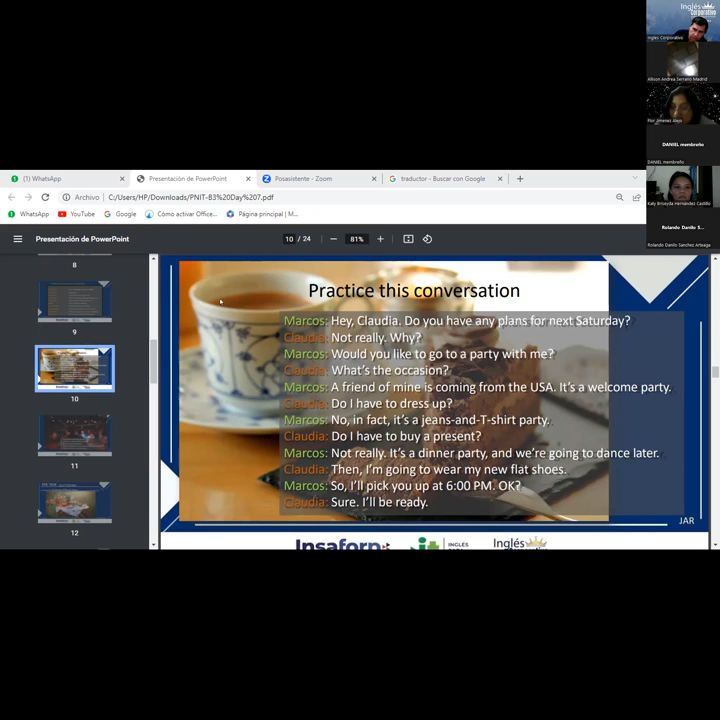 Inglés
Corporativo
Ingles Corporativo
Allison Andrea Serrano Madrid
Flor Jimenez Alejo
DANIEL membreño
DANIEL membreño
Katy Briseyda Hernández Castillo
Rolando Danilo S...
Rolando Danilo Sanchez Arteaga
(1) WhatsApp
Presentación de PowerPoint
Posasistente - Zoom
traductor - Buscar con Google
Archivo
C:/Users/HP/Downloads/PNIT-83%20Day%207.pdf
WhatsApp
YouTube
Google
Cómo activar Office...
Página principal | M...
Presentación de PowerPoint
10 / 24
81%
8
9
10
11
12
Practice this conversation
Marcos: Hey, Claudia. Do you have any plans for next Saturday?
Claudia: Not really. Why?
Marcos: Would you like to go to a party with me?
Claudia: What's the occasion?
Marcos: A friend of mine is coming from the USA. It's a welcome party.
Claudia: Do I have to dress up?
Marcos: No, in fact, it's a jeans-and-T-shirt party.
Claudia: Do I have to buy a present?
Marcos: Not really. It's a dinner party, and we're going to dance later.
Claudia: Then, I'm going to wear my new flat shoes.
Marcos: So, I'll pick you up at 6:00 PM. OK?
Claudia: Sure. I'll be ready.
JAR
Insaforp
INGLÉS
Inglés